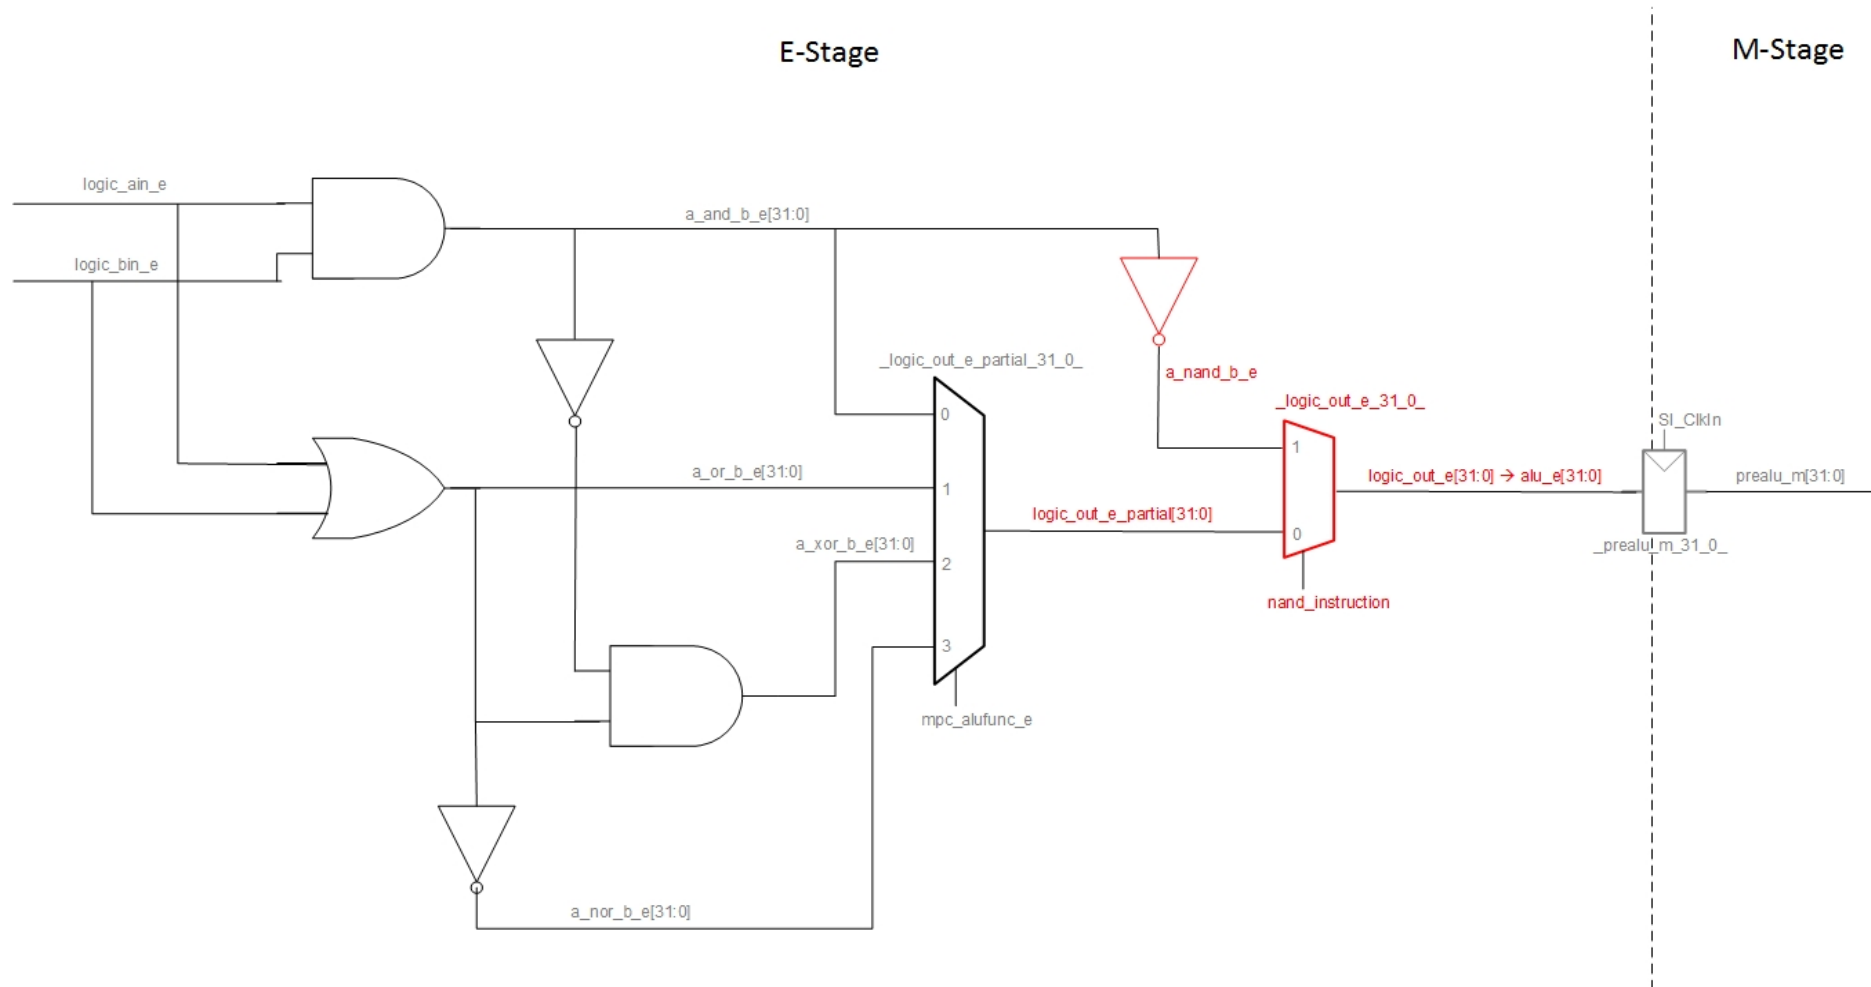 E-Stage
M-Stage
logic_ain_e
logic_bin_e
a_and_b_e[31:0]
_logic_out_e_partial_31_0_
a_nand_b_e
_logic_out_e_31_0_
0
SI_ClkIn
1
a_or_b_e[31:0]
1
logic_out_e[31:0] → alu_e[31:0]
prealu_m[31:0]
logic_out_e_partial[31:0]
0
a_xor_b_e[31:0]
_prealu_m_31_0_
2
nand_instruction
3
mpc_alufunc_e
a_nor_b_e[31:0]